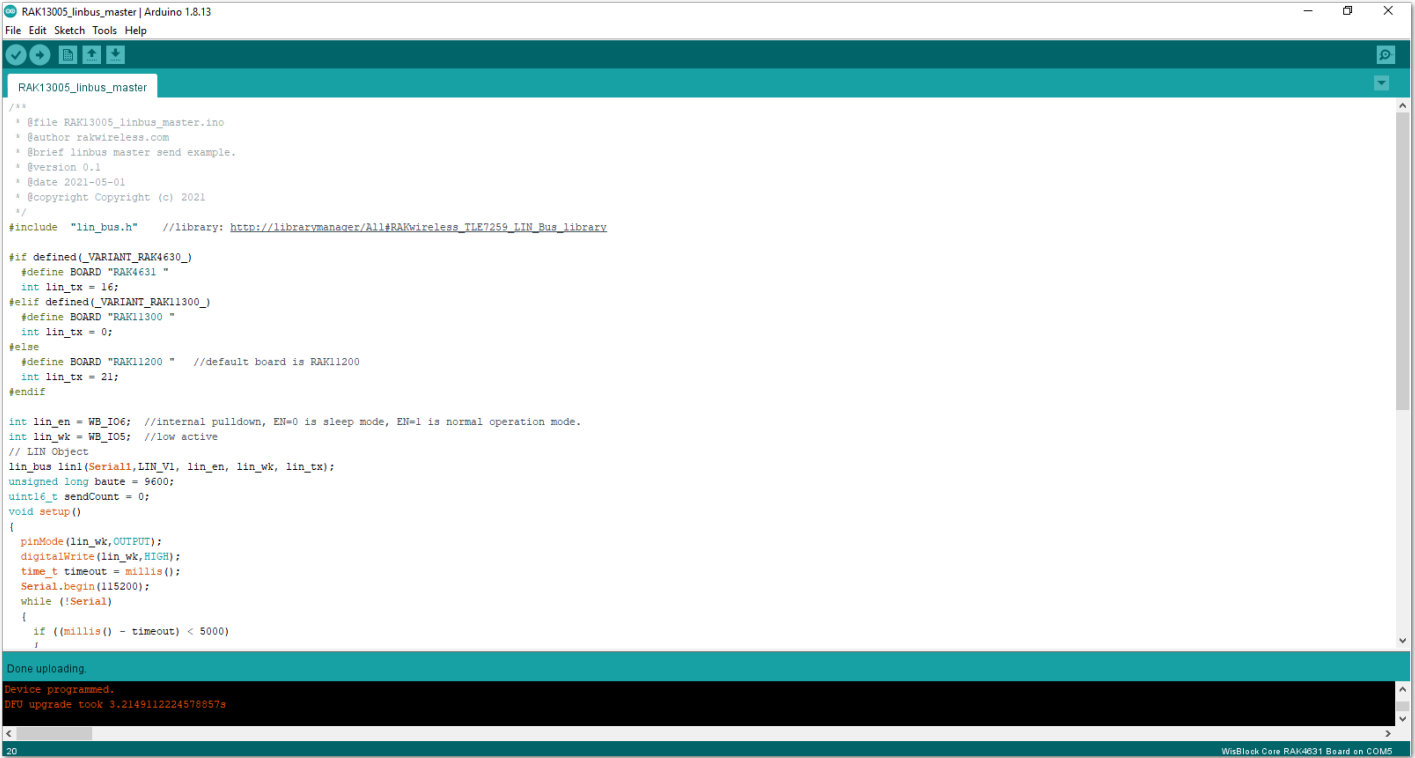 RAK13005_linbus_master | Arduino 1.8.13
File Edit Sketch Tools Help
RAK13005_linbus_master
/**
 * @file RAK13005_linbus_master.ino
 * @author rakwireless.com
 * @brief linbus master send example.
 * @version 0.1
 * @date 2021-05-01
 * @copyright Copyright (c) 2021
 */
#include  "lin_bus.h"    //library: http://librarymanager/All#RAKwireless_TLE7259_LIN_Bus_library
#if defined(_VARIANT_RAK4630_)
  #define BOARD "RAK4631 "
  int lin_tx = 16;
#elif defined(_VARIANT_RAK11300_)
  #define BOARD "RAK11300 "
  int lin_tx = 0;
#else
  #define BOARD "RAK11200 "   //default board is RAK11200
  int lin_tx = 21;
#endif
int lin_en = WB_IO6;  //internal pulldown, EN=0 is sleep mode, EN=1 is normal operation mode.
int lin_wk = WB_IO5;  //low active
// LIN Object
lin_bus lin1(Serial1,LIN_V1, lin_en, lin_wk, lin_tx);
unsigned long baute = 9600;
uint16_t sendCount = 0;
void setup()
{
  pinMode(lin_wk,OUTPUT);
  digitalWrite(lin_wk,HIGH);
  time_t timeout = millis();
  Serial.begin(115200);
  while (!Serial)
  {
    if ((millis() - timeout) < 5000)
    {
Done uploading.
Device programmed.
DFU upgrade took 3.2149112224578857s
20
WisBlock Core RAK4631 Board on COM5